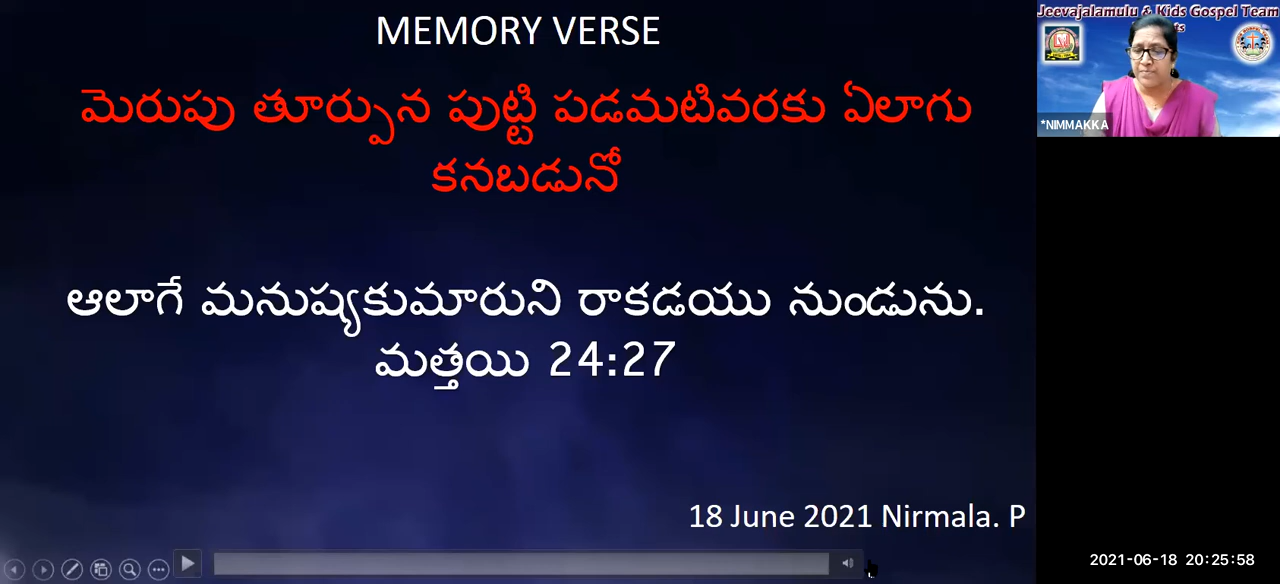 MEMORY VERSE
మెరుపు తూర్పున పుట్టి పడమటివరకు ఏలాగు
కనబడునో
ఆలాగే మనుష్యకుమారుని రాకడయు నుండును.
మత్తయి 24:27
18 June 2021 Nirmala. P
Jeevajalamulu & Kids Gospel Team
*NIMMAKKA
2021-06-18 20:25:58